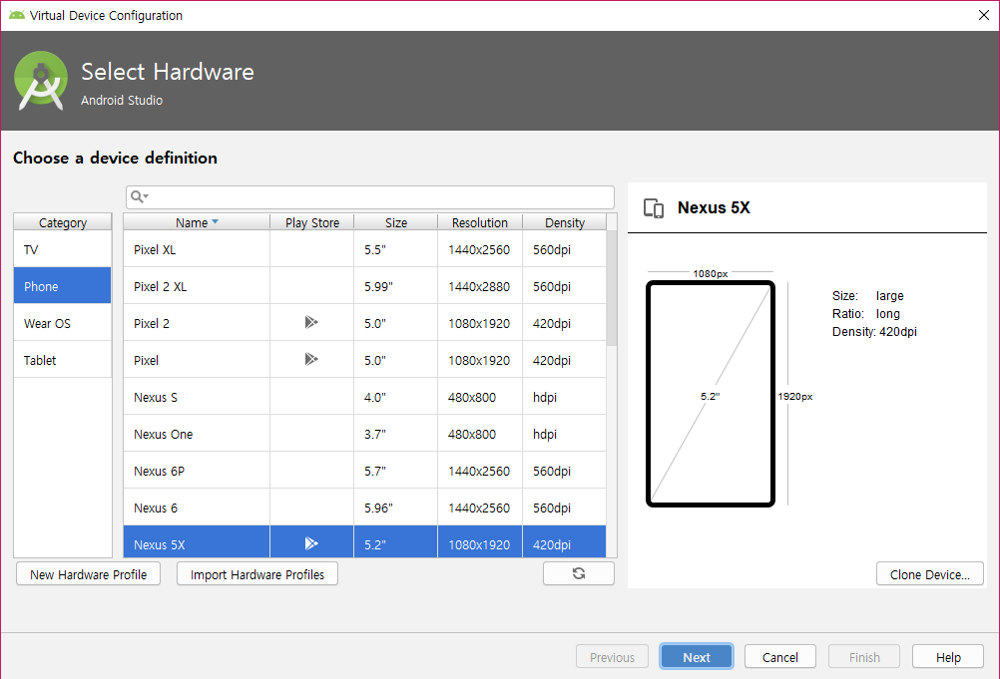 Virtual Device Configuration
Select Hardware
Android Studio
Choose a device definition
Category
TV
Phone
Wear OS
Tablet
Name Play Store Size Resolution Density
Pixel XL 5.5" 1440x2560 560dpi
Pixel 2 XL 5.99" 1440x2880 560dpi
Pixel 2 5.0" 1080x1920 420dpi
Pixel 5.0" 1080x1920 420dpi
Nexus S 4.0" 480x800 hdpi
Nexus One 3.7" 480x800 hdpi
Nexus 6P 5.7" 1440x2560 560dpi
Nexus 6 5.96" 1440x2560 560dpi
Nexus 5X 5.2" 1080x1920 420dpi
New Hardware Profile Import Hardware Profiles
Nexus 5X
1080px
5.2"
1920px
Size: large
Ratio: long
Density: 420dpi
Clone Device...
Previous Next Cancel Finish Help